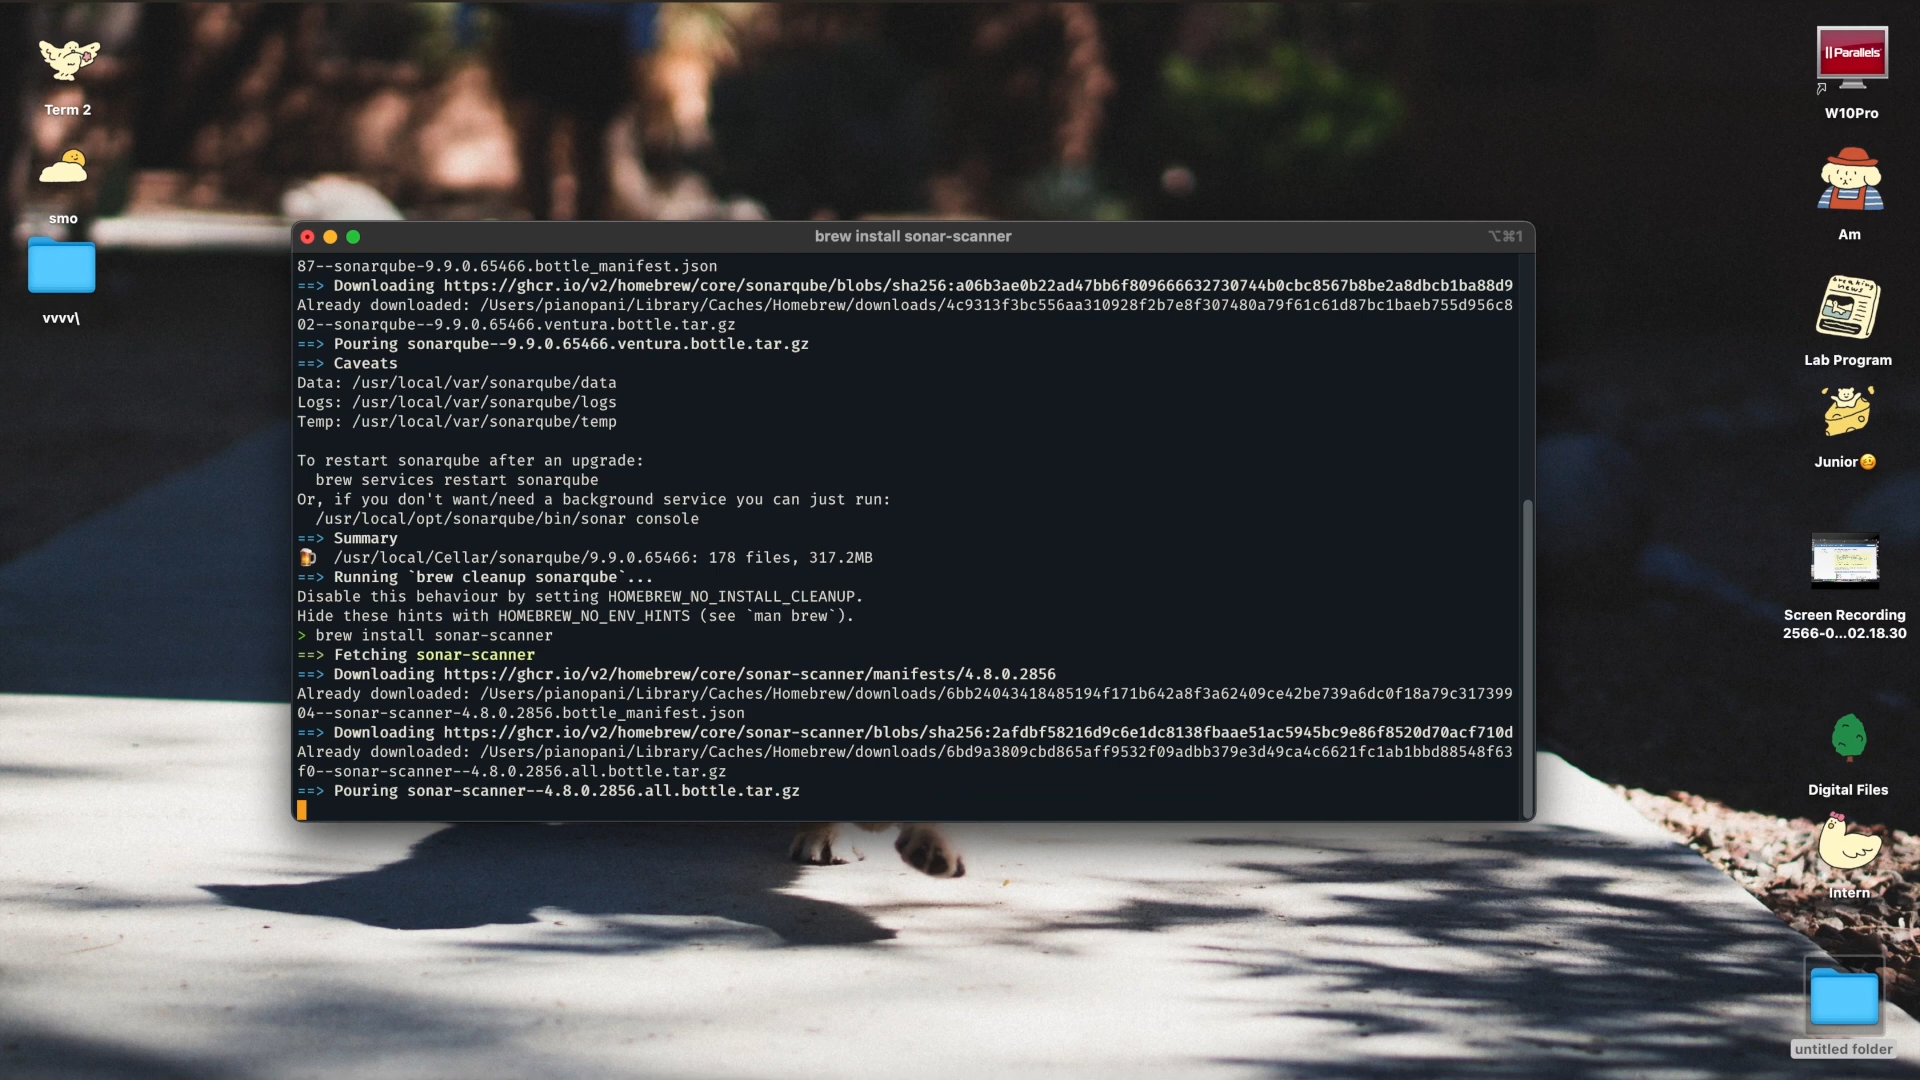 Term 2
smo
vvvv\
brew install sonar-scanner
⌥⌘1
87--sonarqube-9.9.0.65466.bottle_manifest.json
==> Downloading https://ghcr.io/v2/homebrew/core/sonarqube/blobs/sha256:a06b3ae0b22ad47bb6f809666632730744b0cbc8567b8be2a8dbcb1ba88d9
Already downloaded: /Users/pianopani/Library/Caches/Homebrew/downloads/4c9313f3bc556aa310928f2b7e8f307480a79f61c61d87bc1baeb755d956c8
02--sonarqube--9.9.0.65466.ventura.bottle.tar.gz
==> Pouring sonarqube--9.9.0.65466.ventura.bottle.tar.gz
==> Caveats
Data: /usr/local/var/sonarqube/data
Logs: /usr/local/var/sonarqube/logs
Temp: /usr/local/var/sonarqube/temp
To restart sonarqube after an upgrade:
brew services restart sonarqube
Or, if you don't want/need a background service you can just run:
/usr/local/opt/sonarqube/bin/sonar console
==> Summary
🍺 /usr/local/Cellar/sonarqube/9.9.0.65466: 178 files, 317.2MB
==> Running `brew cleanup sonarqube`...
Disable this behaviour by setting HOMEBREW_NO_INSTALL_CLEANUP.
Hide these hints with HOMEBREW_NO_ENV_HINTS (see `man brew`).
> brew install sonar-scanner
==> Fetching sonar-scanner
==> Downloading https://ghcr.io/v2/homebrew/core/sonar-scanner/manifests/4.8.0.2856
Already downloaded: /Users/pianopani/Library/Caches/Homebrew/downloads/6bb24043418485194f171b642a8f3a62409ce42be739a6dc0f18a79c317399
04--sonar-scanner-4.8.0.2856.bottle_manifest.json
==> Downloading https://ghcr.io/v2/homebrew/core/sonar-scanner/blobs/sha256:2afdbf58216d9c6e1dc8138fbaae51ac5945bc9e86f8520d70acf710d
Already downloaded: /Users/pianopani/Library/Caches/Homebrew/downloads/6bd9a3809cbd865aff9532f09adbb379e3d49ca4c6621fc1ab1bbd88548f63
f0--sonar-scanner--4.8.0.2856.all.bottle.tar.gz
==> Pouring sonar-scanner--4.8.0.2856.all.bottle.tar.gz
Parallels
W10Pro
Am
breaking
news
Lab Program
Junior🥴
Screen Recording
2566-0...02.18.30
Digital Files
Intern
untitled folder